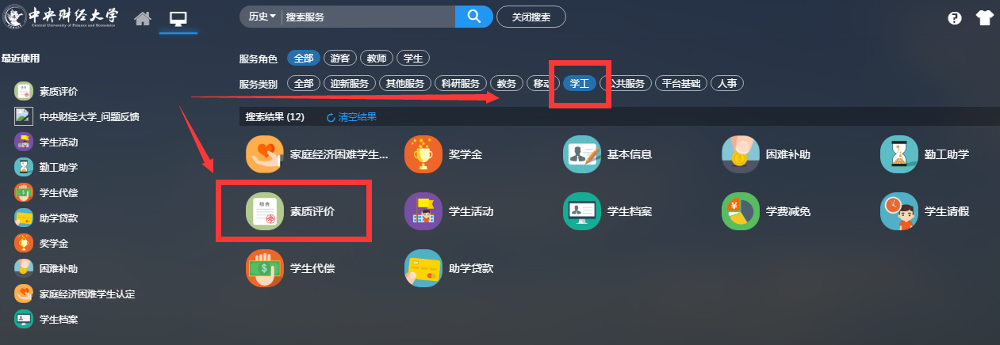 中央财经大学
Central University of Finance and Economics
历史 搜索服务
关闭搜索
最近使用
素质评价
中央财经大学_问题反馈
学生活动
勤工助学
学生代偿
助学贷款
奖学金
困难补助
家庭经济困难学生认定
学生档案
服务角色 全部 游客 教师 学生
服务类别 全部 迎新服务 其他服务 科研服务 教务 移动 学工 公共服务 平台基础 人事
搜索结果 (12) 清空结果
家庭经济困难学生... 奖学金 基本信息 困难补助 勤工助学
综合
素质评价 学生活动 学生档案 学费减免 学生请假
学生代偿 助学贷款